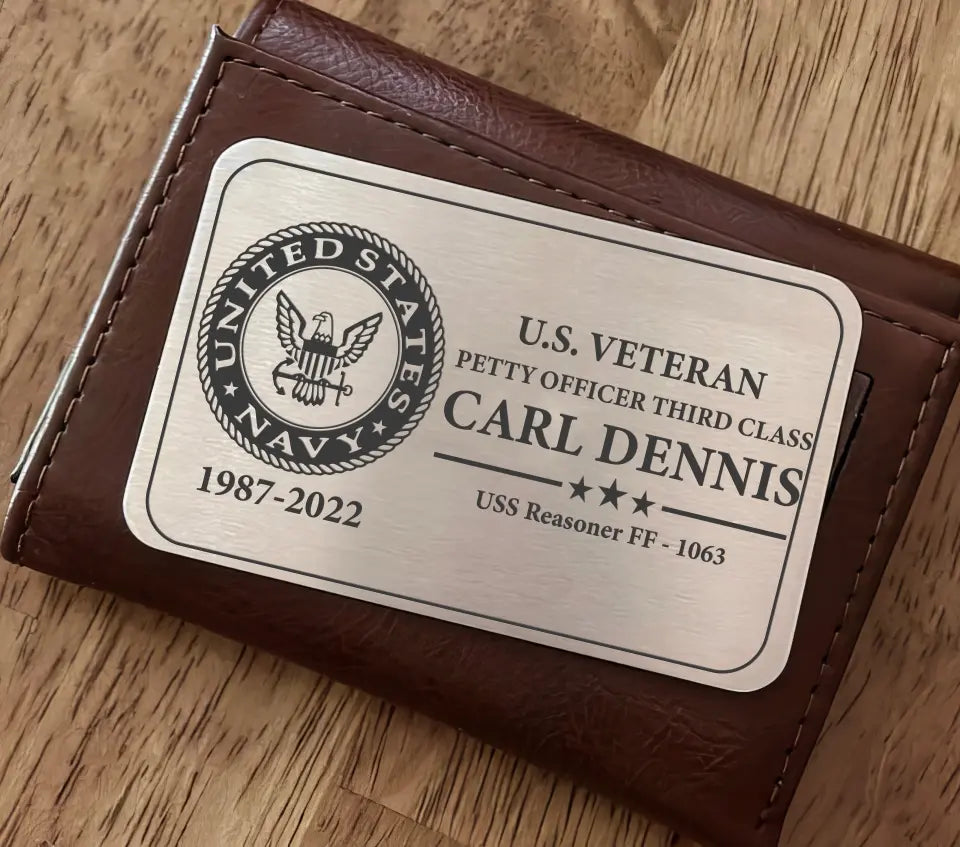 UNITED STATES
NAVY
1987-2022
U.S. VETERAN
PETTY OFFICER THIRD CLASS
CARL DENNIS
USS Reasoner FF - 1063